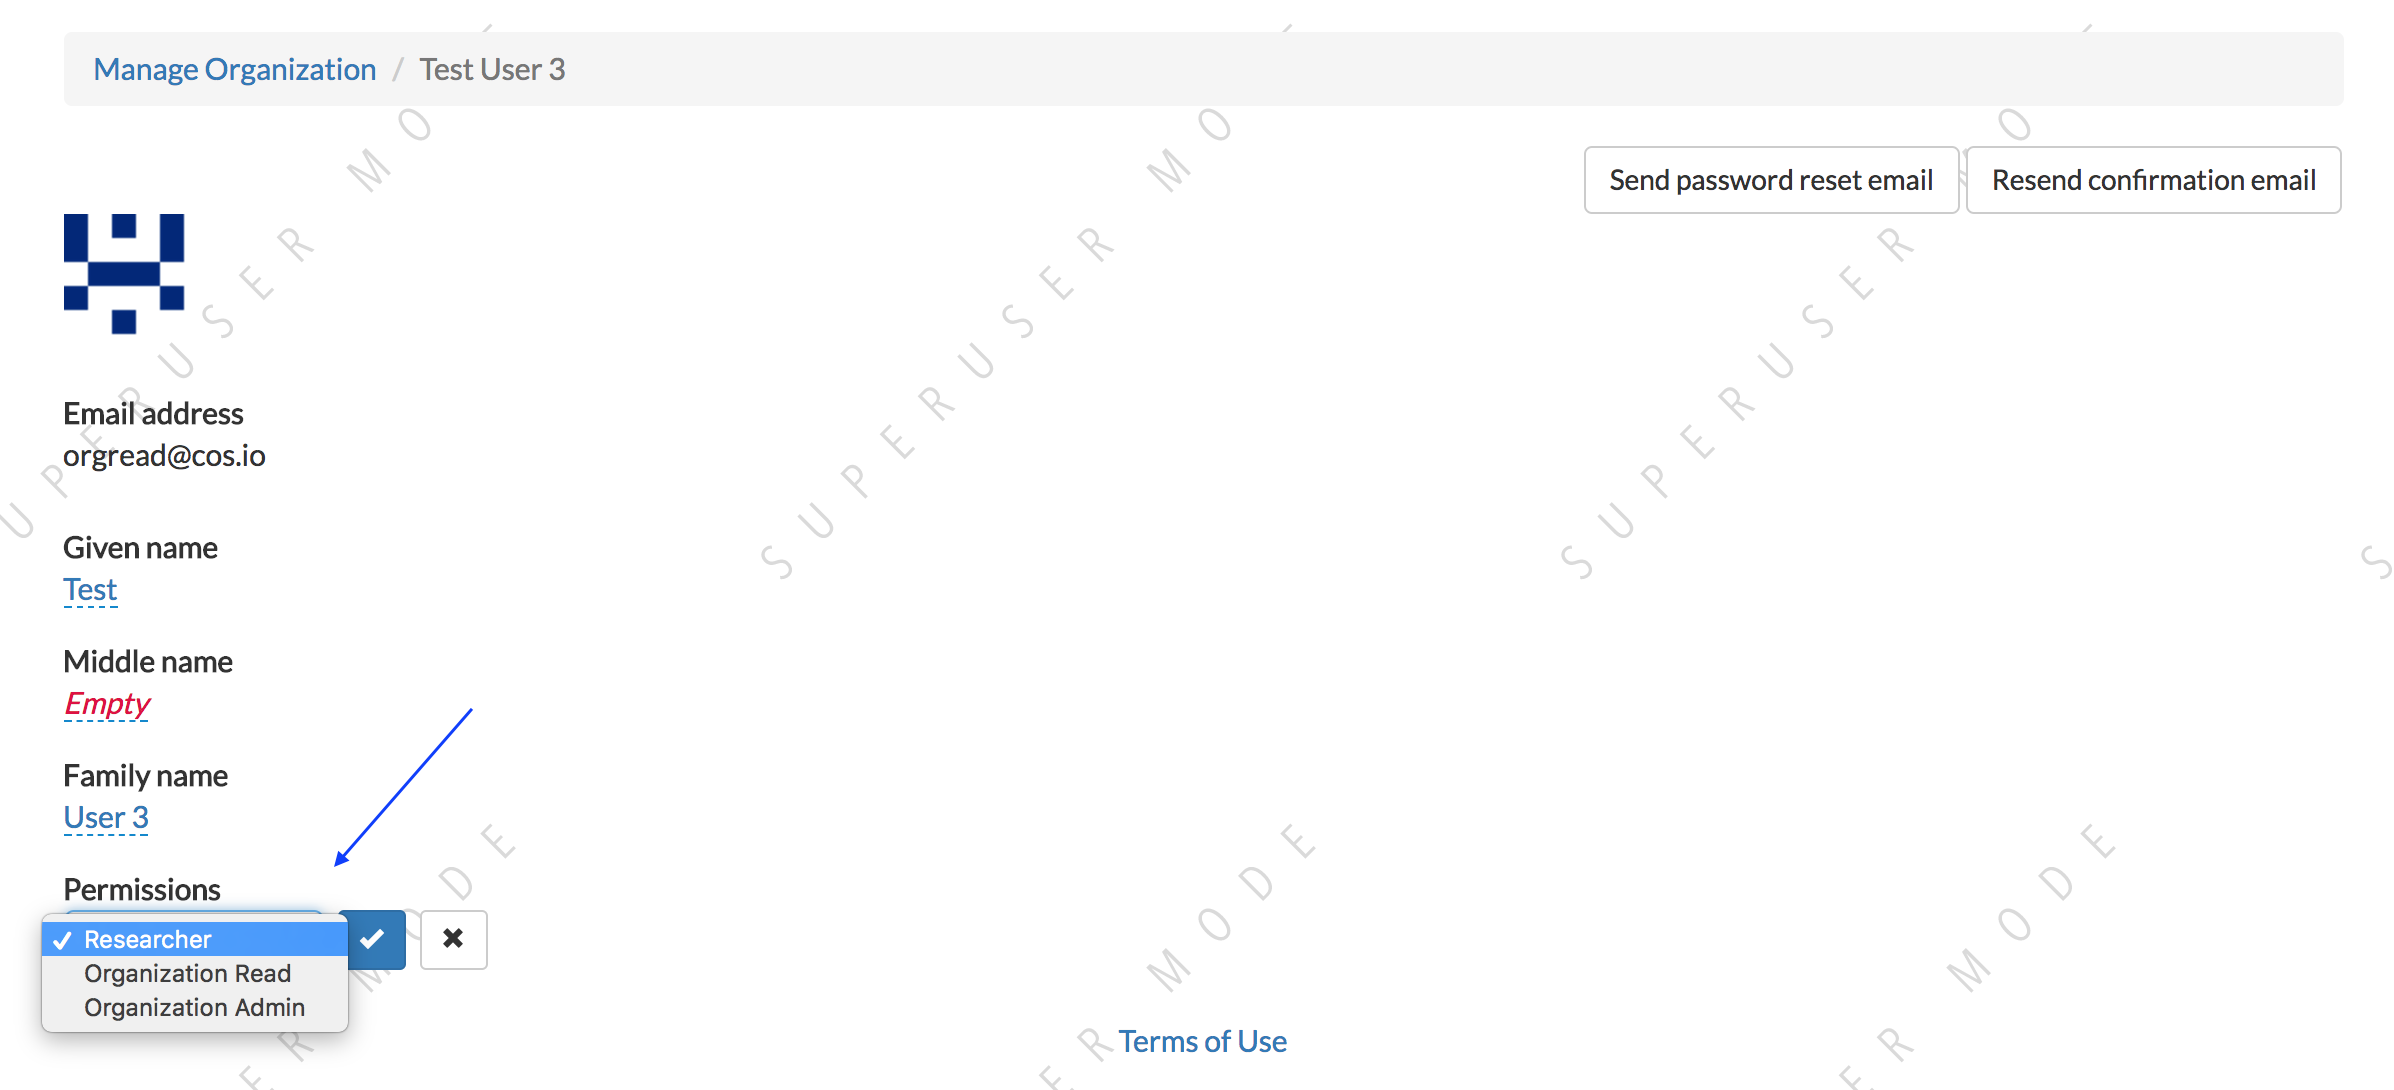 Manage Organization / Test User 3
Send password reset email Resend confirmation email
Email address
orgread@cos.io
Given name
Test
Middle name
Empty
Family name
User 3
Permissions
Researcher
Organization Read
Organization Admin
Terms of Use
SUPERUSER MODE
SUPERUSER MODE
SUPERUSER MODE